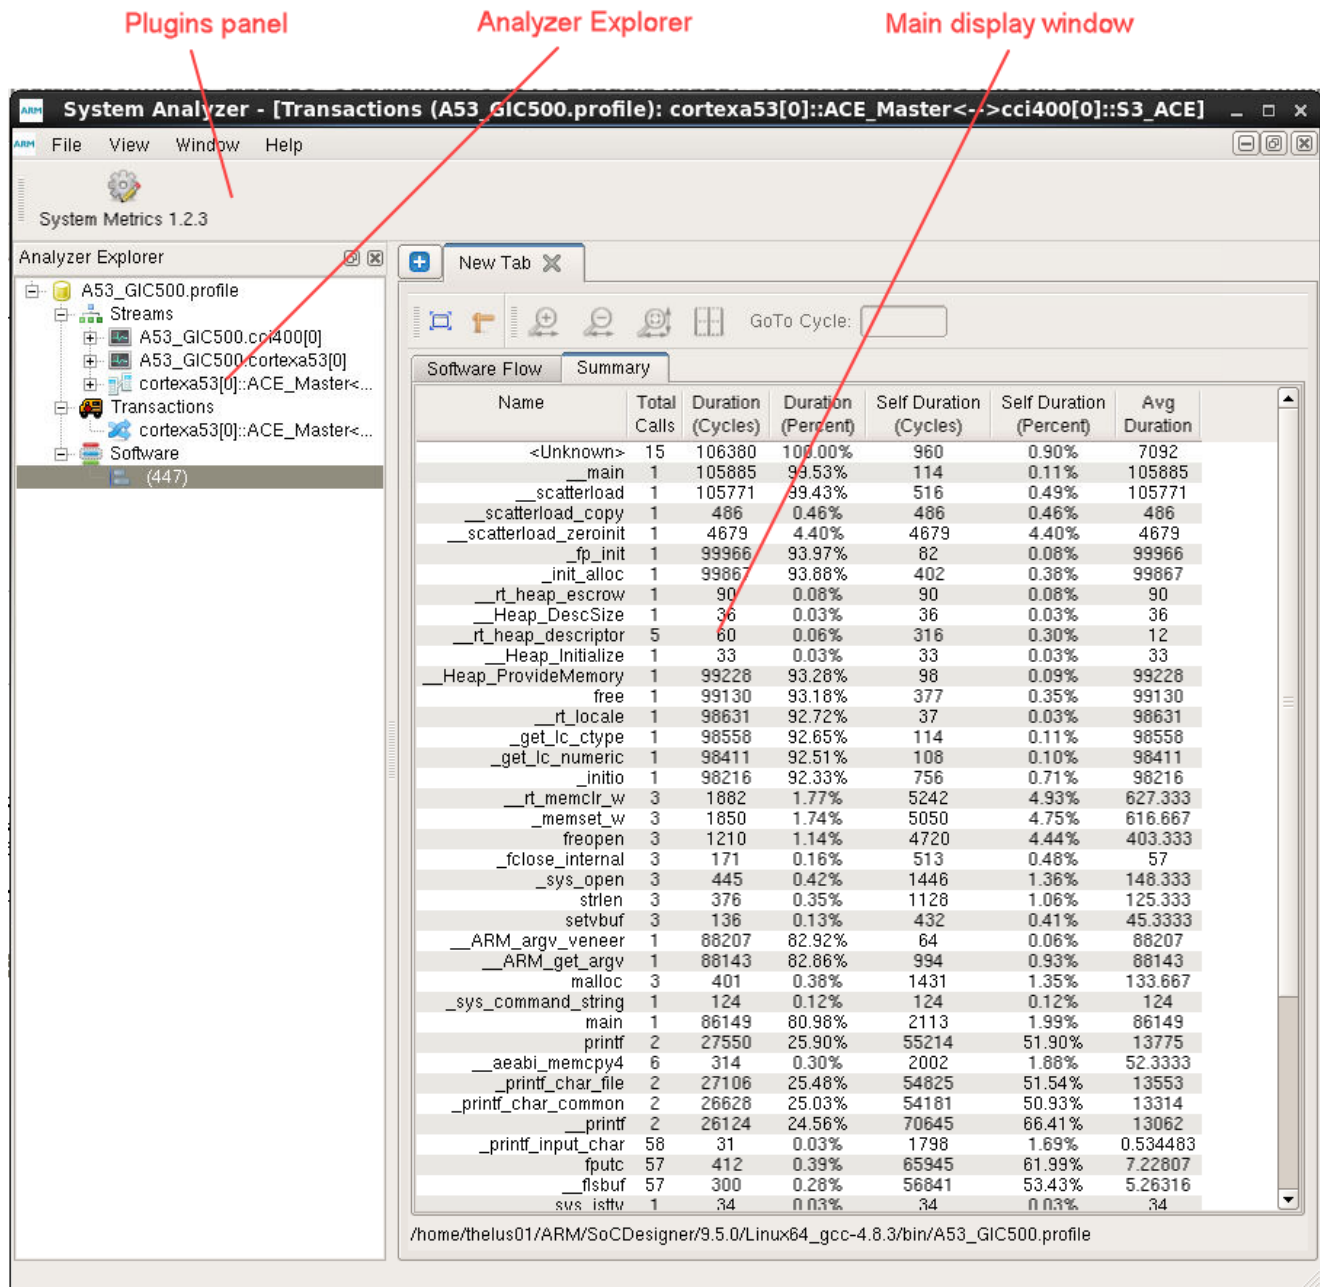 Plugins panel Analyzer Explorer Main display window
ARM System Analyzer - [Transactions (A53_GIC500.profile): cortexa53[0]::ACE_Master<-->cci400[0]::S3_ACE]
ARM File View Window Help
System Metrics 1.2.3
Analyzer Explorer
New Tab
A53_GIC500.profile
Streams
A53_GIC500.cci400[0]
A53_GIC500.cortexa53[0]
cortexa53[0]::ACE_Master<...
Transactions
cortexa53[0]::ACE_Master<...
Software
(447)
GoTo Cycle:
Software Flow Summary
Name Total Calls Duration (Cycles) Duration (Percent) Self Duration (Cycles) Self Duration (Percent) Avg Duration
<Unknown> 15 106380 100.00% 960 0.90% 7092
__main 1 105885 99.53% 114 0.11% 105885
__scatterload 1 105771 99.43% 516 0.49% 105771
__scatterload_copy 1 486 0.46% 486 0.46% 486
__scatterload_zeroinit 1 4679 4.40% 4679 4.40% 4679
_fp_init 1 99966 93.97% 82 0.08% 99966
_init_alloc 1 99867 93.88% 402 0.38% 99867
__rt_heap_escrow 1 90 0.08% 90 0.08% 90
__Heap_DescSize 1 36 0.03% 36 0.03% 36
__rt_heap_descriptor 5 60 0.06% 316 0.30% 12
__Heap_Initialize 1 33 0.03% 33 0.03% 33
__Heap_ProvideMemory 1 99228 93.28% 98 0.09% 99228
free 1 99130 93.18% 377 0.35% 99130
__rt_locale 1 98631 92.72% 37 0.03% 98631
_get_lc_ctype 1 98558 92.65% 114 0.11% 98558
_get_lc_numeric 1 98411 92.51% 108 0.10% 98411
_initio 1 98216 92.33% 756 0.71% 98216
__rt_memclr_w 3 1882 1.77% 5242 4.93% 627.333
_memset_w 3 1850 1.74% 5050 4.75% 616.667
freopen 3 1210 1.14% 4720 4.44% 403.333
_fclose_internal 3 171 0.16% 513 0.48% 57
_sys_open 3 445 0.42% 1446 1.36% 148.333
strlen 3 376 0.35% 1128 1.06% 125.333
setvbuf 3 136 0.13% 432 0.41% 45.3333
__ARM_argv_veneer 1 88207 82.92% 64 0.06% 88207
__ARM_get_argv 1 88143 82.86% 994 0.93% 88143
malloc 3 401 0.38% 1431 1.35% 133.667
_sys_command_string 1 124 0.12% 124 0.12% 124
main 1 86149 80.98% 2113 1.99% 86149
printf 2 27550 25.90% 55214 51.90% 13775
__aeabi_memcpy4 6 314 0.30% 2002 1.88% 52.3333
_printf_char_file 2 27106 25.48% 54825 51.54% 13553
_printf_char_common 2 26628 25.03% 54181 50.93% 13314
__printf 2 26124 24.56% 70645 66.41% 13062
_printf_input_char 58 31 0.03% 1798 1.69% 0.534483
fputc 57 412 0.39% 65945 61.99% 7.22807
__flsbuf 57 300 0.28% 56841 53.43% 5.26316
sys_istty 1 34 0.03% 34 0.03% 34
/home/thelus01/ARM/SoCDesigner/9.5.0/Linux64_gcc-4.8.3/bin/A53_GIC500.profile